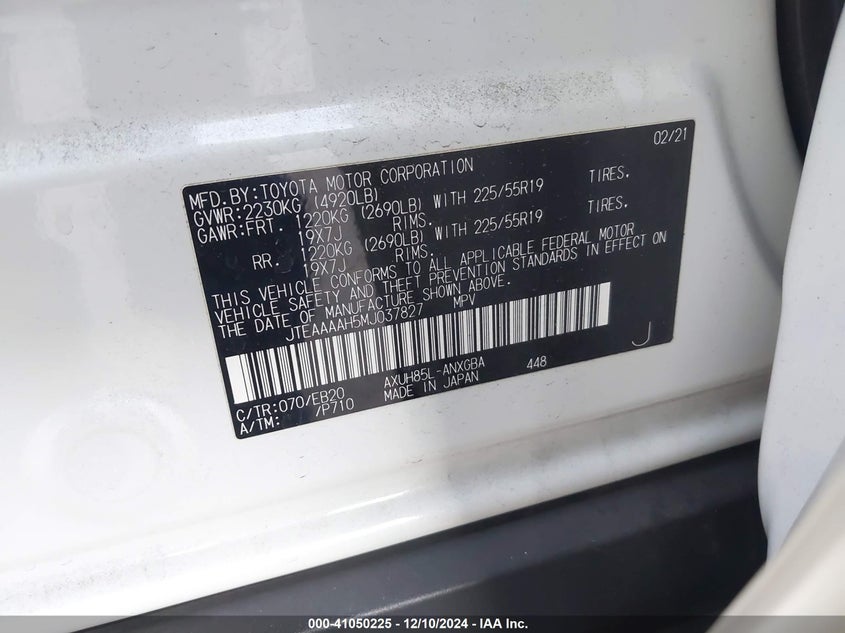 02/21
MFD.BY:TOYOTA MOTOR CORPORATION
GVWR:2230KG (4920LB)
GAWR:FRT. 1220KG (2690LB) WITH 225/55R19 TIRES.
19X7J RIMS.
RR. 1220KG (2690LB) WITH 225/55R19 TIRES.
19X7J RIMS.
THIS VEHICLE CONFORMS TO ALL APPLICABLE FEDERAL MOTOR
VEHICLE SAFETY AND THEFT PREVENTION STANDARDS IN EFFECT ON
THE DATE OF MANUFACTURE SHOWN ABOVE.
JTEAAAAH5MJ037827 MPV
J
C/TR:070/EB20 AXUH85L-ANXGBA 448
A/TM: /P710 MADE IN JAPAN
000-41050225 - 12/10/2024 - IAA Inc.